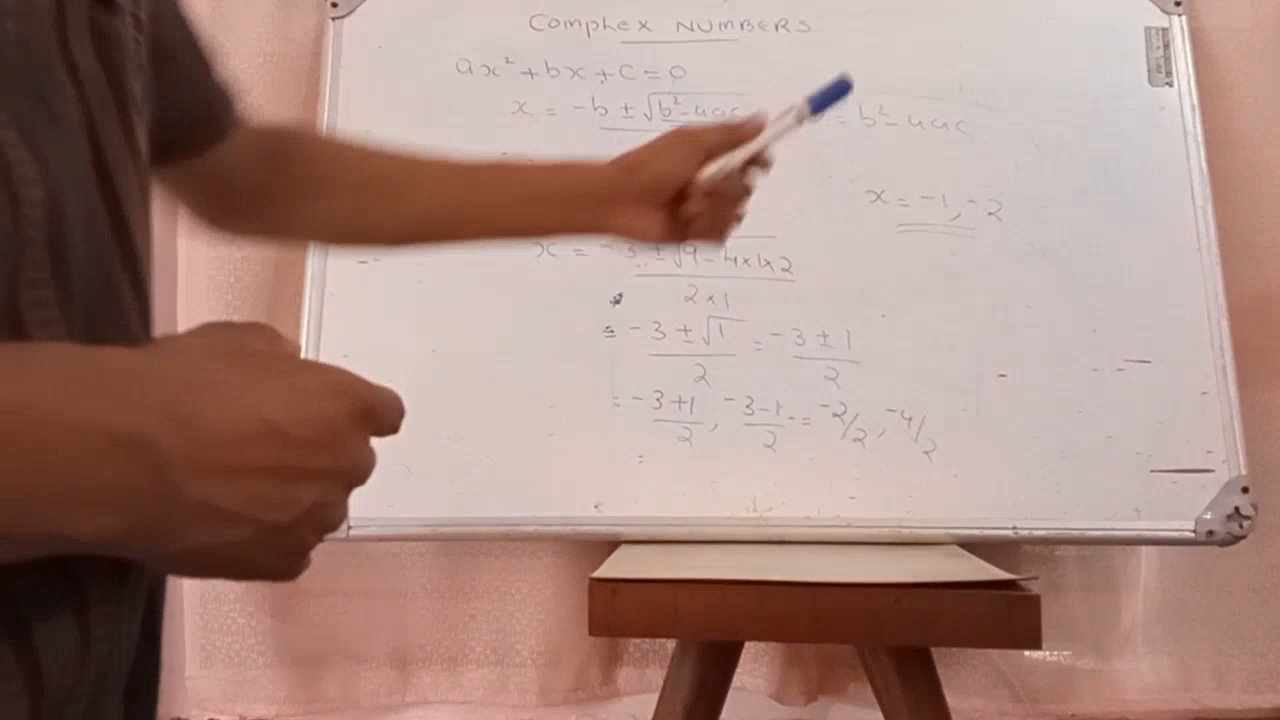 COMPLEX NUMBERS
ax² + bx + c = 0
x = -b ± √b² - 4ac
= b² - 4ac
x = -1, -2
x = -3 ± √9 - 4×1×2
2×1
= -3 ± √1 = -3 ± 1
2 2
= -3+1, -3-1 = -2/2, -4/2
2 2
=